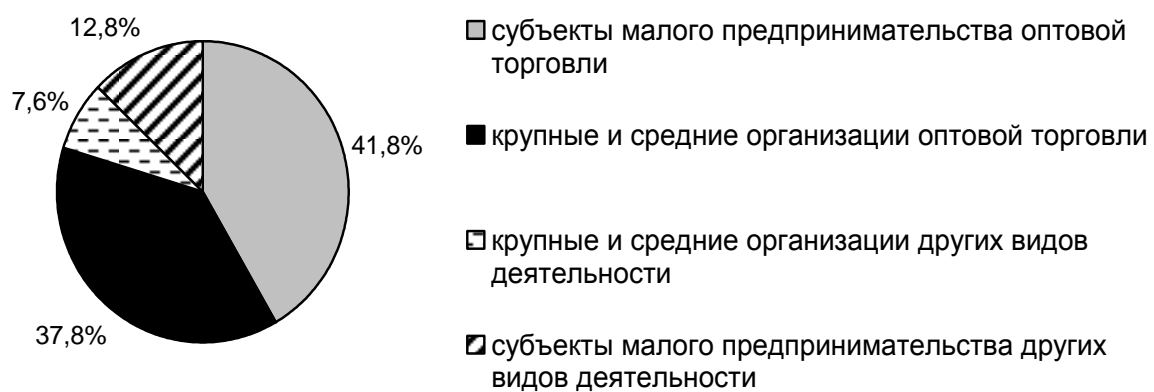 12,8%
7,6%
41,8%
37,8%
субъекты малого предпринимательства оптовой
торговли
крупные и средние организации оптовой торговли
крупные и средние организации других видов
деятельности
субъекты малого предпринимательства других
видов деятельности